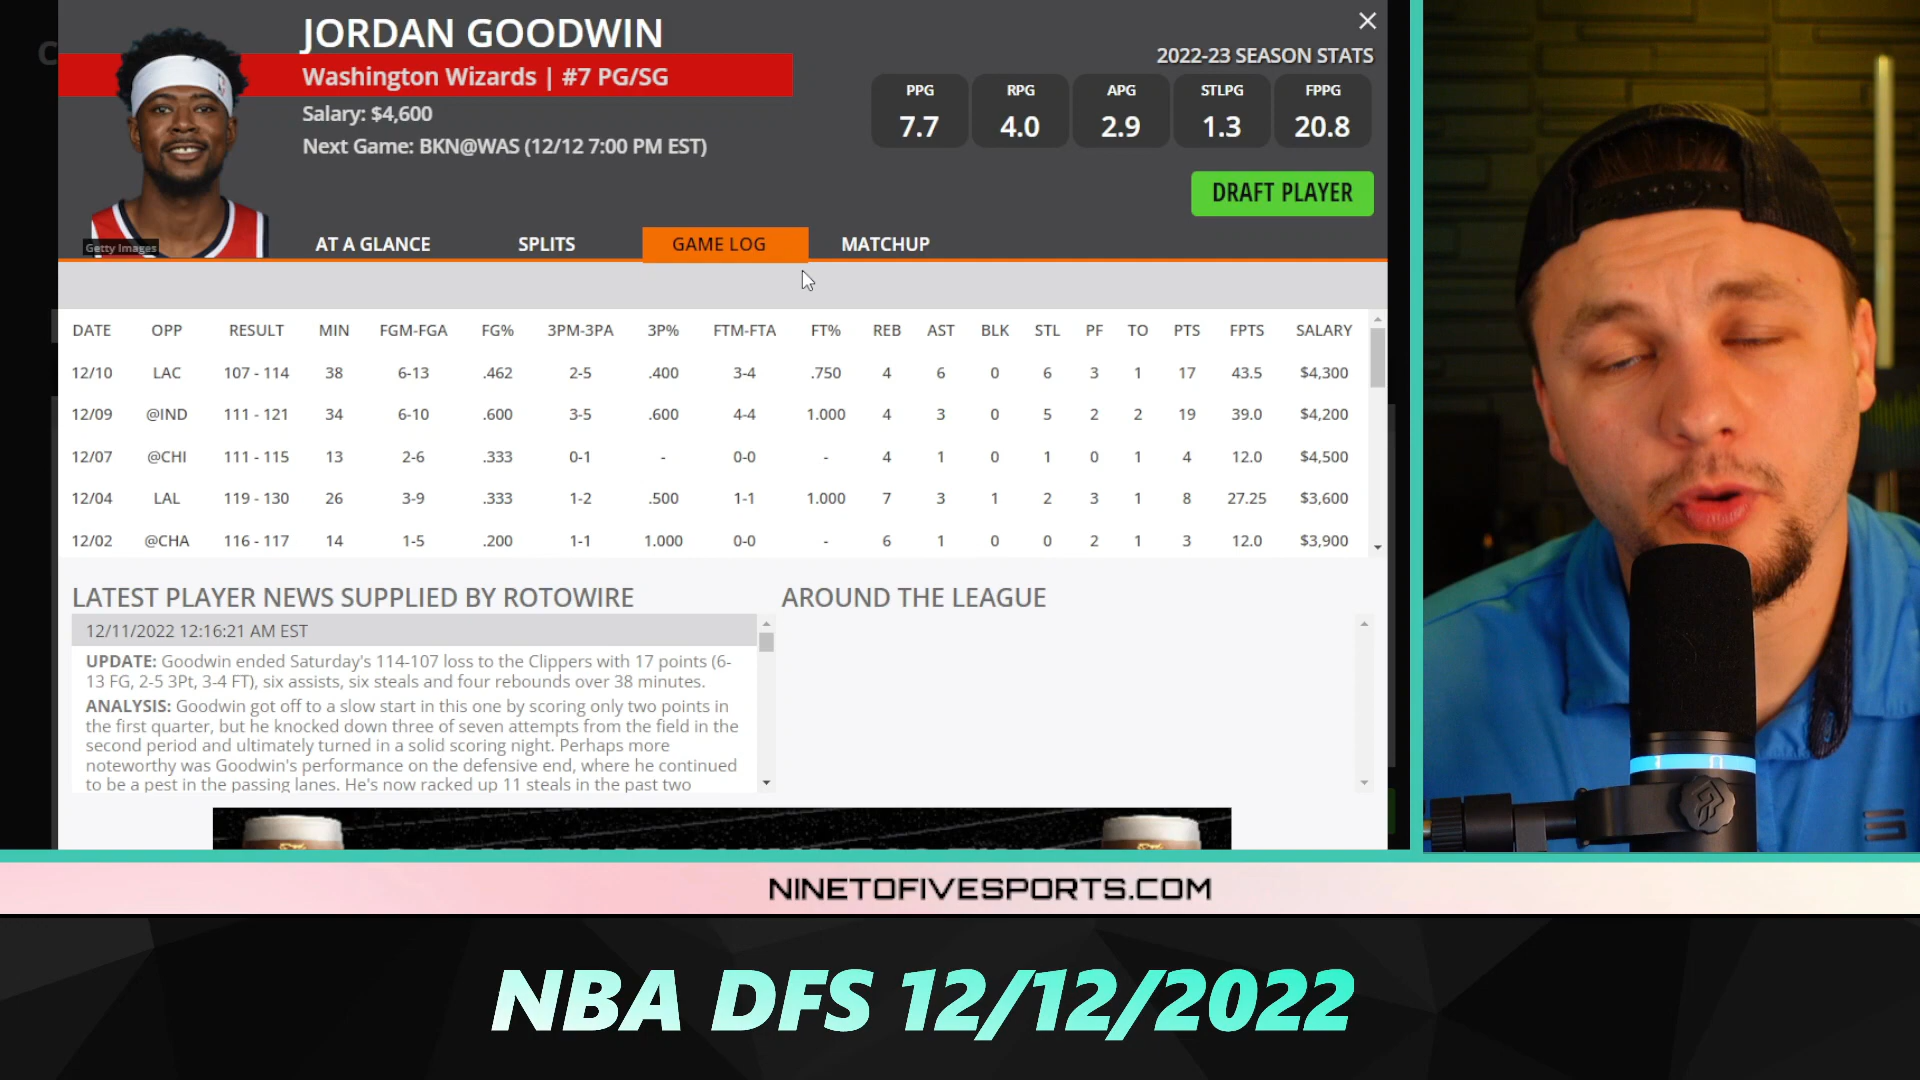 JORDAN GOODWIN
Washington Wizards | #7 PG/SG
Salary: $4,600
Next Game: BKN@WAS (12/12 7:00 PM EST)
2022-23 SEASON STATS
PPG RPG APG STLPG FPPG
7.7 4.0 2.9 1.3 20.8
DRAFT PLAYER
Getty Images
AT A GLANCE SPLITS GAME LOG MATCHUP
DATE OPP RESULT MIN FGM-FGA FG% 3PM-3PA 3P% FTM-FTA FT% REB AST BLK STL PF TO PTS FPTS SALARY
12/10 LAC 107 - 114 38 6-13 .462 2-5 .400 3-4 .750 4 6 0 6 3 1 17 43.5 $4,300
12/09 @IND 111 - 121 34 6-10 .600 3-5 .600 4-4 1.000 4 3 0 5 2 2 19 39.0 $4,200
12/07 @CHI 111 - 115 13 2-6 .333 0-1 - 0-0 - 4 1 0 1 0 1 4 12.0 $4,500
12/04 LAL 119 - 130 26 3-9 .333 1-2 .500 1-1 1.000 7 3 1 2 3 1 8 27.25 $3,600
12/02 @CHA 116 - 117 14 1-5 .200 1-1 1.000 0-0 - 6 1 0 0 2 1 3 12.0 $3,900
LATEST PLAYER NEWS SUPPLIED BY ROTOWIRE
AROUND THE LEAGUE
12/11/2022 12:16:21 AM EST
UPDATE: Goodwin ended Saturday's 114-107 loss to the Clippers with 17 points (6-
13 FG, 2-5 3Pt, 3-4 FT), six assists, six steals and four rebounds over 38 minutes.
ANALYSIS: Goodwin got off to a slow start in this one by scoring only two points in
the first quarter, but he knocked down three of seven attempts from the field in the
second period and ultimately turned in a solid scoring night. Perhaps more
noteworthy was Goodwin's performance on the defensive end, where he continued
to be a pest in the passing lanes. He's now racked up 11 steals in the past two
NINETOFIVESPORTS.COM
NBA DFS 12/12/2022